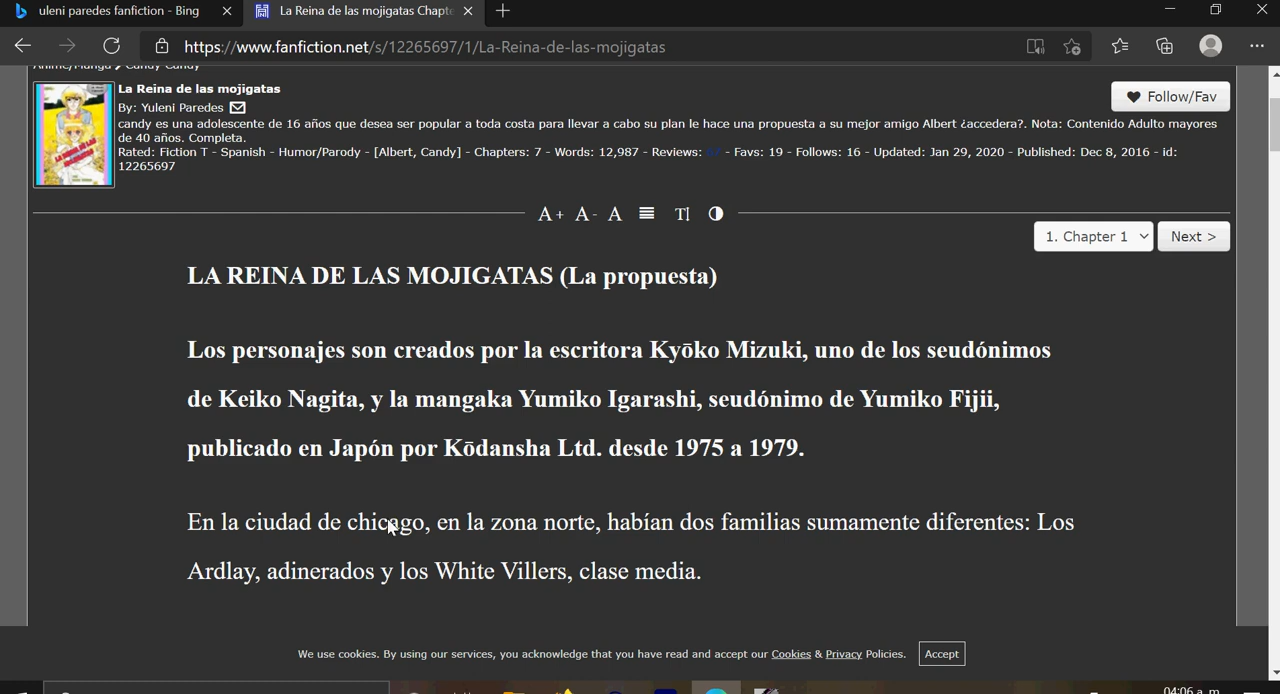 uleni paredes fanfiction - Bing
La Reina de las mojigatas Chapte
https://www.fanfiction.net/s/12265697/1/La-Reina-de-las-mojigatas
Anime/Manga > Candy Candy
La Reina de las mojigatas
By: Yuleni Paredes
Follow/Fav
candy es una adolescente de 16 años que desea ser popular a toda costa para llevar a cabo su plan le hace una propuesta a su mejor amigo Albert ¿accedera?. Nota: Contenido Adulto mayores
de 40 años. Completa.
Rated: Fiction T - Spanish - Humor/Parody - [Albert, Candy] - Chapters: 7 - Words: 12,987 - Reviews: - Favs: 19 - Follows: 16 - Updated: Jan 29, 2020 - Published: Dec 8, 2016 - id:
12265697
A+ A- A
1. Chapter 1
Next >
LA REINA DE LAS MOJIGATAS (La propuesta)
Los personajes son creados por la escritora Kyōko Mizuki, uno de los seudónimos
de Keiko Nagita, y la mangaka Yumiko Igarashi, seudónimo de Yumiko Fijii,
publicado en Japón por Kōdansha Ltd. desde 1975 a 1979.
En la ciudad de chicago, en la zona norte, habían dos familias sumamente diferentes: Los
Ardlay, adinerados y los White Villers, clase media.
We use cookies. By using our services, you acknowledge that you have read and accept our Cookies & Privacy Policies.
Accept
04:06 a. m.